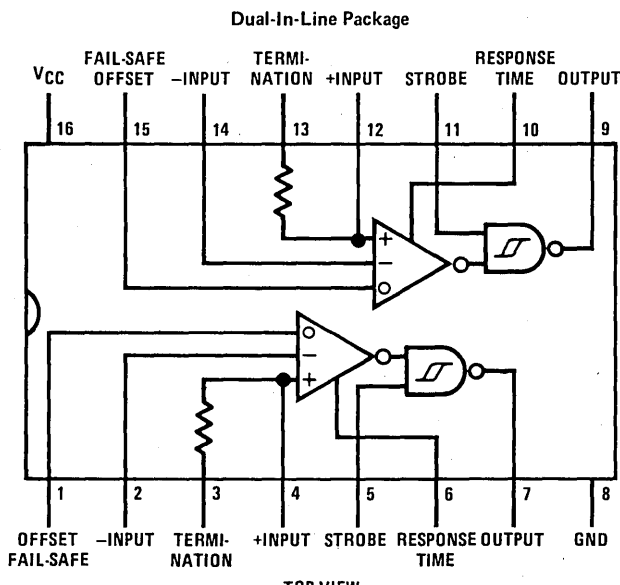 Dual-In-Line Package
VCC
FAIL-SAFE
OFFSET
–INPUT
TERMI-
NATION
+INPUT
STROBE
RESPONSE
TIME
OUTPUT
16 15 14 13 12 11 10 9
+
–
+
–
1 2 3 4 5 6 7 8
OFFSET
FAIL-SAFE
–INPUT
TERMI-
NATION
+INPUT
STROBE
RESPONSE
TIME
OUTPUT
GND
TOP VIEW